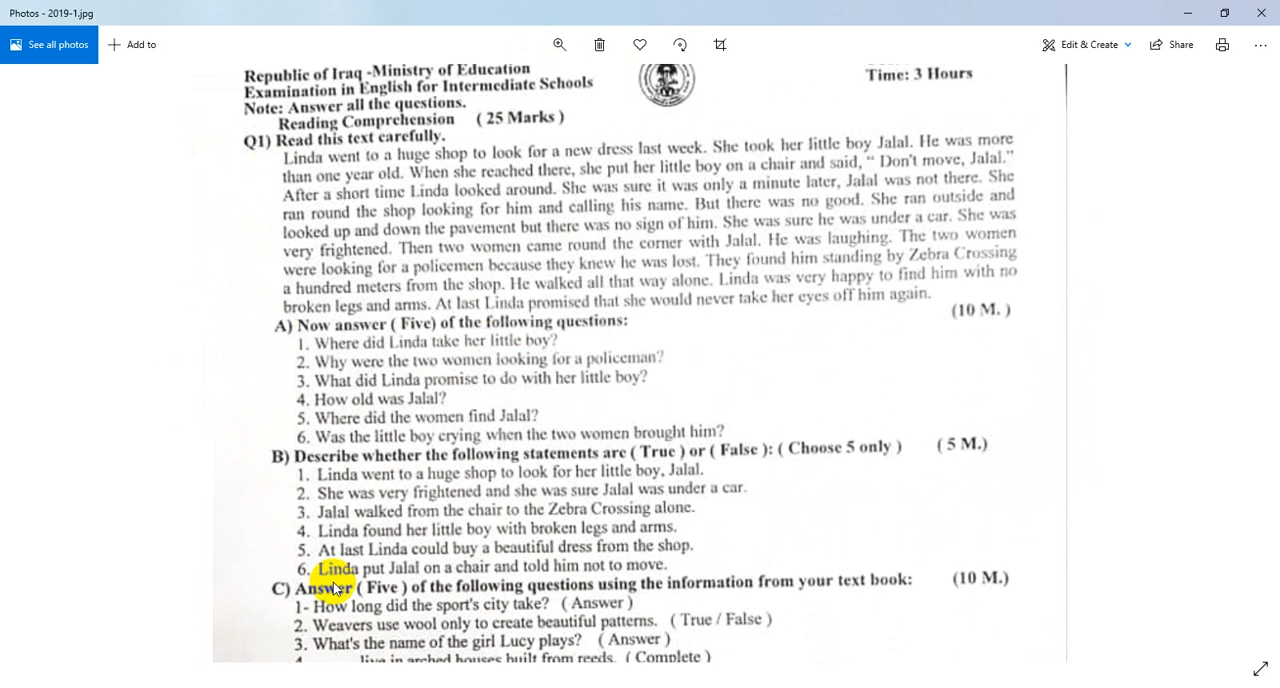 Photos - 2019-1.jpg
See all photos
Add to
Edit & Create
Share
Republic of Iraq -Ministry of Education
Time: 3 Hours
Examination in English for Intermediate Schools
Note: Answer all the questions.
Reading Comprehension ( 25 Marks )
Q1) Read this text carefully.
Linda went to a huge shop to look for a new dress last week. She took her little boy Jalal. He was more
than one year old. When she reached there, she put her little boy on a chair and said, “ Don't move, Jalal.”
After a short time Linda looked around. She was sure it was only a minute later, Jalal was not there. She
ran round the shop looking for him and calling his name. But there was no good. She ran outside and
looked up and down the pavement but there was no sign of him. She was sure he was under a car. She was
very frightened. Then two women came round the corner with Jalal. He was laughing. The two women
were looking for a policemen because they knew he was lost. They found him standing by Zebra Crossing
a hundred meters from the shop. He walked all that way alone. Linda was very happy to find him with no
broken legs and arms. At last Linda promised that she would never take her eyes off him again.
A) Now answer ( Five) of the following questions: (10 M. )
1. Where did Linda take her little boy?
2. Why were the two women looking for a policeman?
3. What did Linda promise to do with her little boy?
4. How old was Jalal?
5. Where did the women find Jalal?
6. Was the little boy crying when the two women brought him?
B) Describe whether the following statements are ( True ) or ( False ): ( Choose 5 only ) ( 5 M.)
1. Linda went to a huge shop to look for her little boy, Jalal.
2. She was very frightened and she was sure Jalal was under a car.
3. Jalal walked from the chair to the Zebra Crossing alone.
4. Linda found her little boy with broken legs and arms.
5. At last Linda could buy a beautiful dress from the shop.
6. Linda put Jalal on a chair and told him not to move.
C) Answer ( Five ) of the following questions using the information from your text book: (10 M.)
1- How long did the sport's city take? ( Answer )
2. Weavers use wool only to create beautiful patterns. ( True / False )
3. What's the name of the girl Lucy plays? ( Answer )
live in arched houses built from reeds. ( Complete )